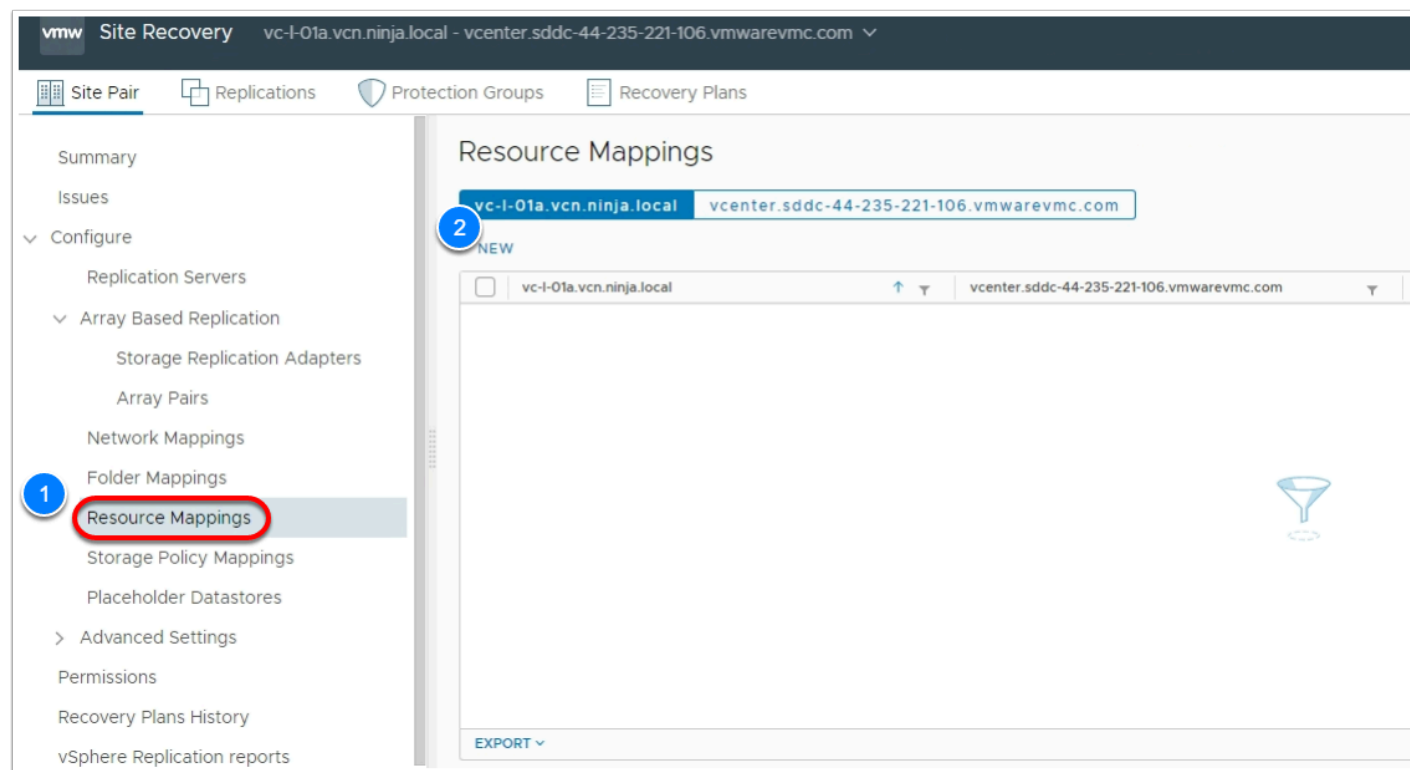 vmw Site Recovery vc-l-01a.vcn.ninja.local - vcenter.sddc-44-235-221-106.vmwarevmc.com
Site Pair Replications Protection Groups Recovery Plans
Summary
Issues
Configure
Replication Servers
Array Based Replication
Storage Replication Adapters
Array Pairs
Network Mappings
Folder Mappings
1
Resource Mappings
Storage Policy Mappings
Placeholder Datastores
Advanced Settings
Permissions
Recovery Plans History
vSphere Replication reports
Resource Mappings
vc-l-01a.vcn.ninja.local vcenter.sddc-44-235-221-106.vmwarevmc.com
2
NEW
vc-l-01a.vcn.ninja.local vcenter.sddc-44-235-221-106.vmwarevmc.com
EXPORT